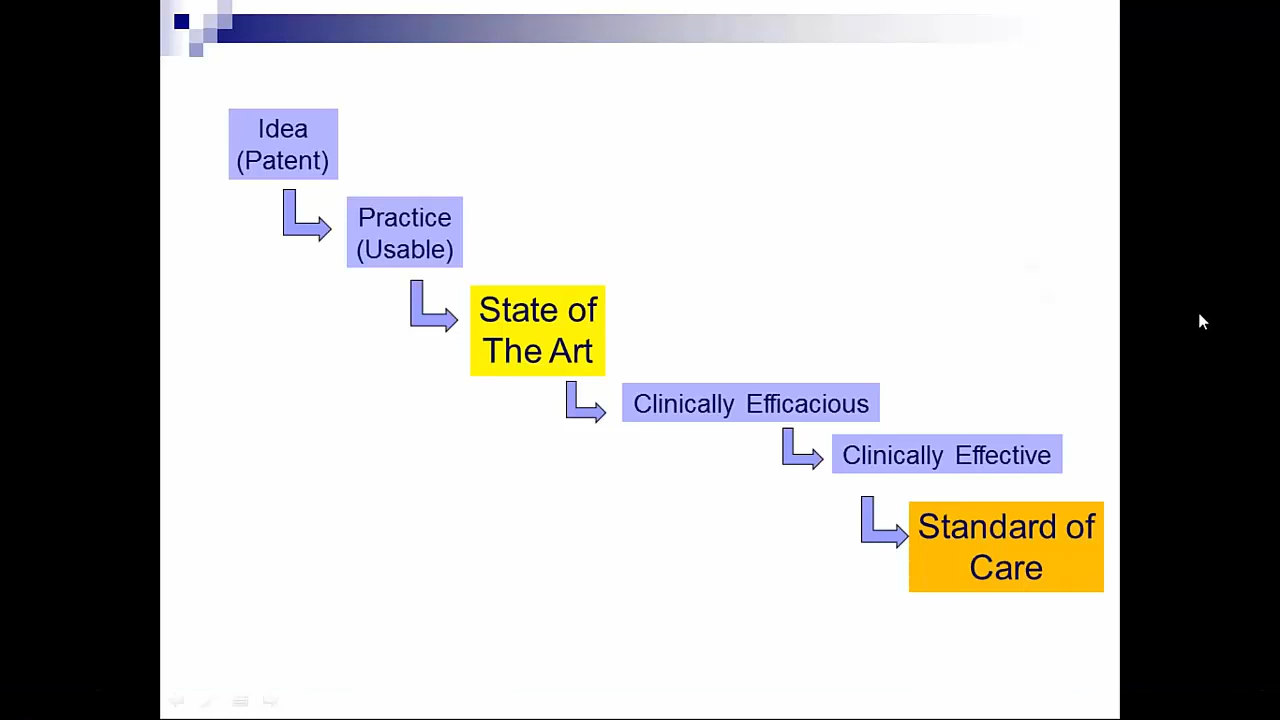 Idea
(Patent)
Practice
(Usable)
State of
The Art
Clinically Efficacious
Clinically Effective
Standard of
Care